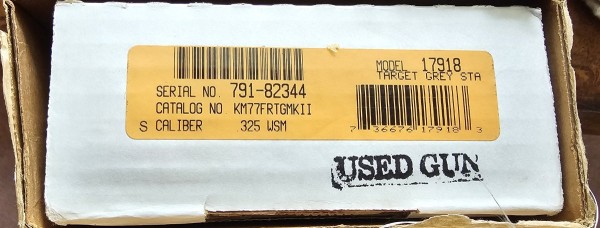 SERIAL NO. 791-82344
CATALOG NO KM77FRTGMKII
S CALIBER 325 WSM
MODEL 17918
TARGET GREY STA
7 36676 17918 3
USED GUN